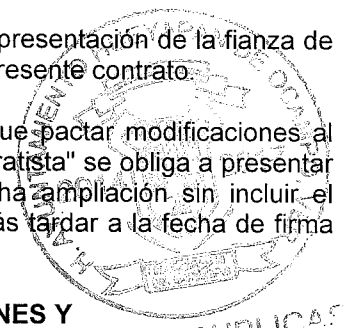 presentación de la fianza de
resente contrato.
ue pactar modificaciones al
ratista" se obliga a presentar
ha ampliación sin incluir el
ás tardar a la fecha de firma
NES Y
H. AYUNTAMIENTO